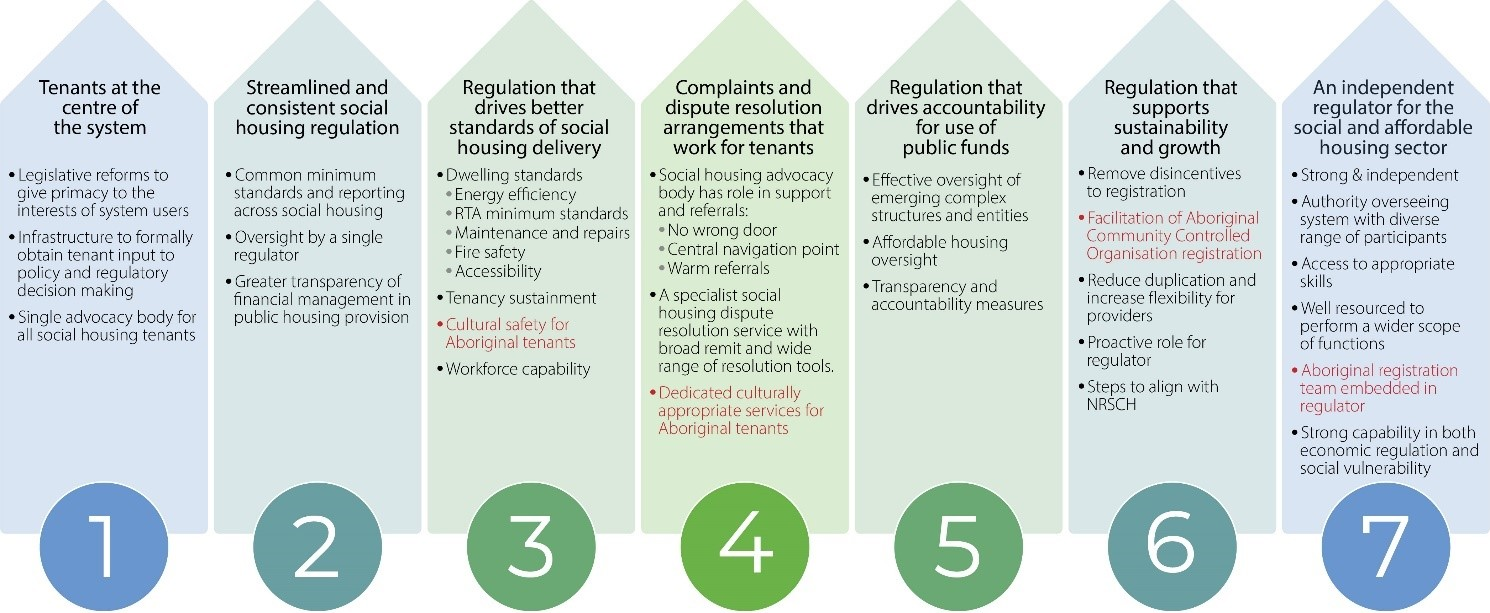 Tenants at the
centre of
the system
• Legislative reforms to
give primacy to the
interests of system users
• Infrastructure to formally
obtain tenant input to
policy and regulatory
decision making
• Single advocacy body for
all social housing tenants
1
Streamlined and
consistent social
housing regulation
• Common minimum
standards and reporting
across social housing
• Oversight by a single
regulator
• Greater transparency of
financial management in
public housing provision
2
Regulation that
drives better
standards of social
housing delivery
• Dwelling standards
• Energy efficiency
• RTA minimum standards
• Maintenance and repairs
• Fire safety
• Accessibility
• Tenancy sustainment
• Cultural safety for
Aboriginal tenants
• Workforce capability
3
Complaints and
dispute resolution
arrangements that
work for tenants
• Social housing advocacy
body has role in support
and referrals:
• No wrong door
• Central navigation point
• Warm referrals
• A specialist social
housing dispute
resolution service with
broad remit and wide
range of resolution tools.
• Dedicated culturally
appropriate services for
Aboriginal tenants
4
Regulation that
drives accountability
for use of
public funds
• Effective oversight of
emerging complex
structures and entities
• Affordable housing
oversight
• Transparency and
accountability measures
5
Regulation that
supports
sustainability
and growth
• Remove disincentives
to registration
• Facilitation of Aboriginal
Community Controlled
Organisation registration
• Reduce duplication and
increase flexibility for
providers
• Proactive role for
regulator
• Steps to align with
NRSCH
6
An independent
regulator for the
social and affordable
housing sector
• Strong & independent
• Authority overseeing
system with diverse
range of participants
• Access to appropriate
skills
• Well resourced to
perform a wider scope
of functions
• Aboriginal registration
team embedded in
regulator
• Strong capability in both
economic regulation and
social vulnerability
7